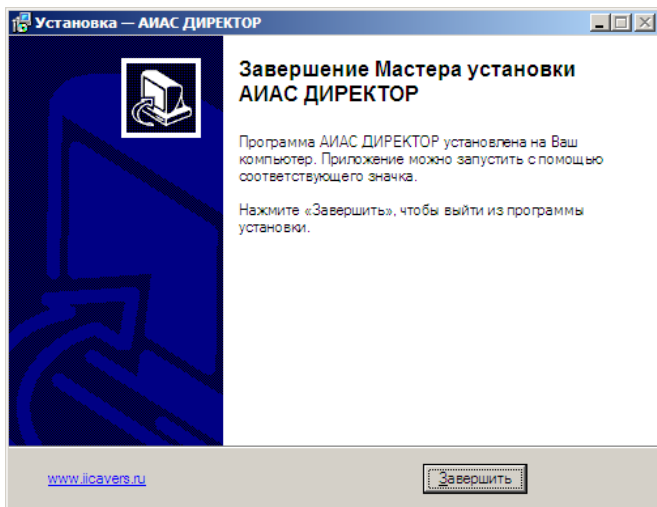 Установка — АИАС ДИРЕКТОР
Завершение Мастера установки
АИАС ДИРЕКТОР
Программа АИАС ДИРЕКТОР установлена на Ваш
компьютер. Приложение можно запустить с помощью
соответствующего значка.
Нажмите «Завершить», чтобы выйти из программы
установки.
www.iicavers.ru
Завершить